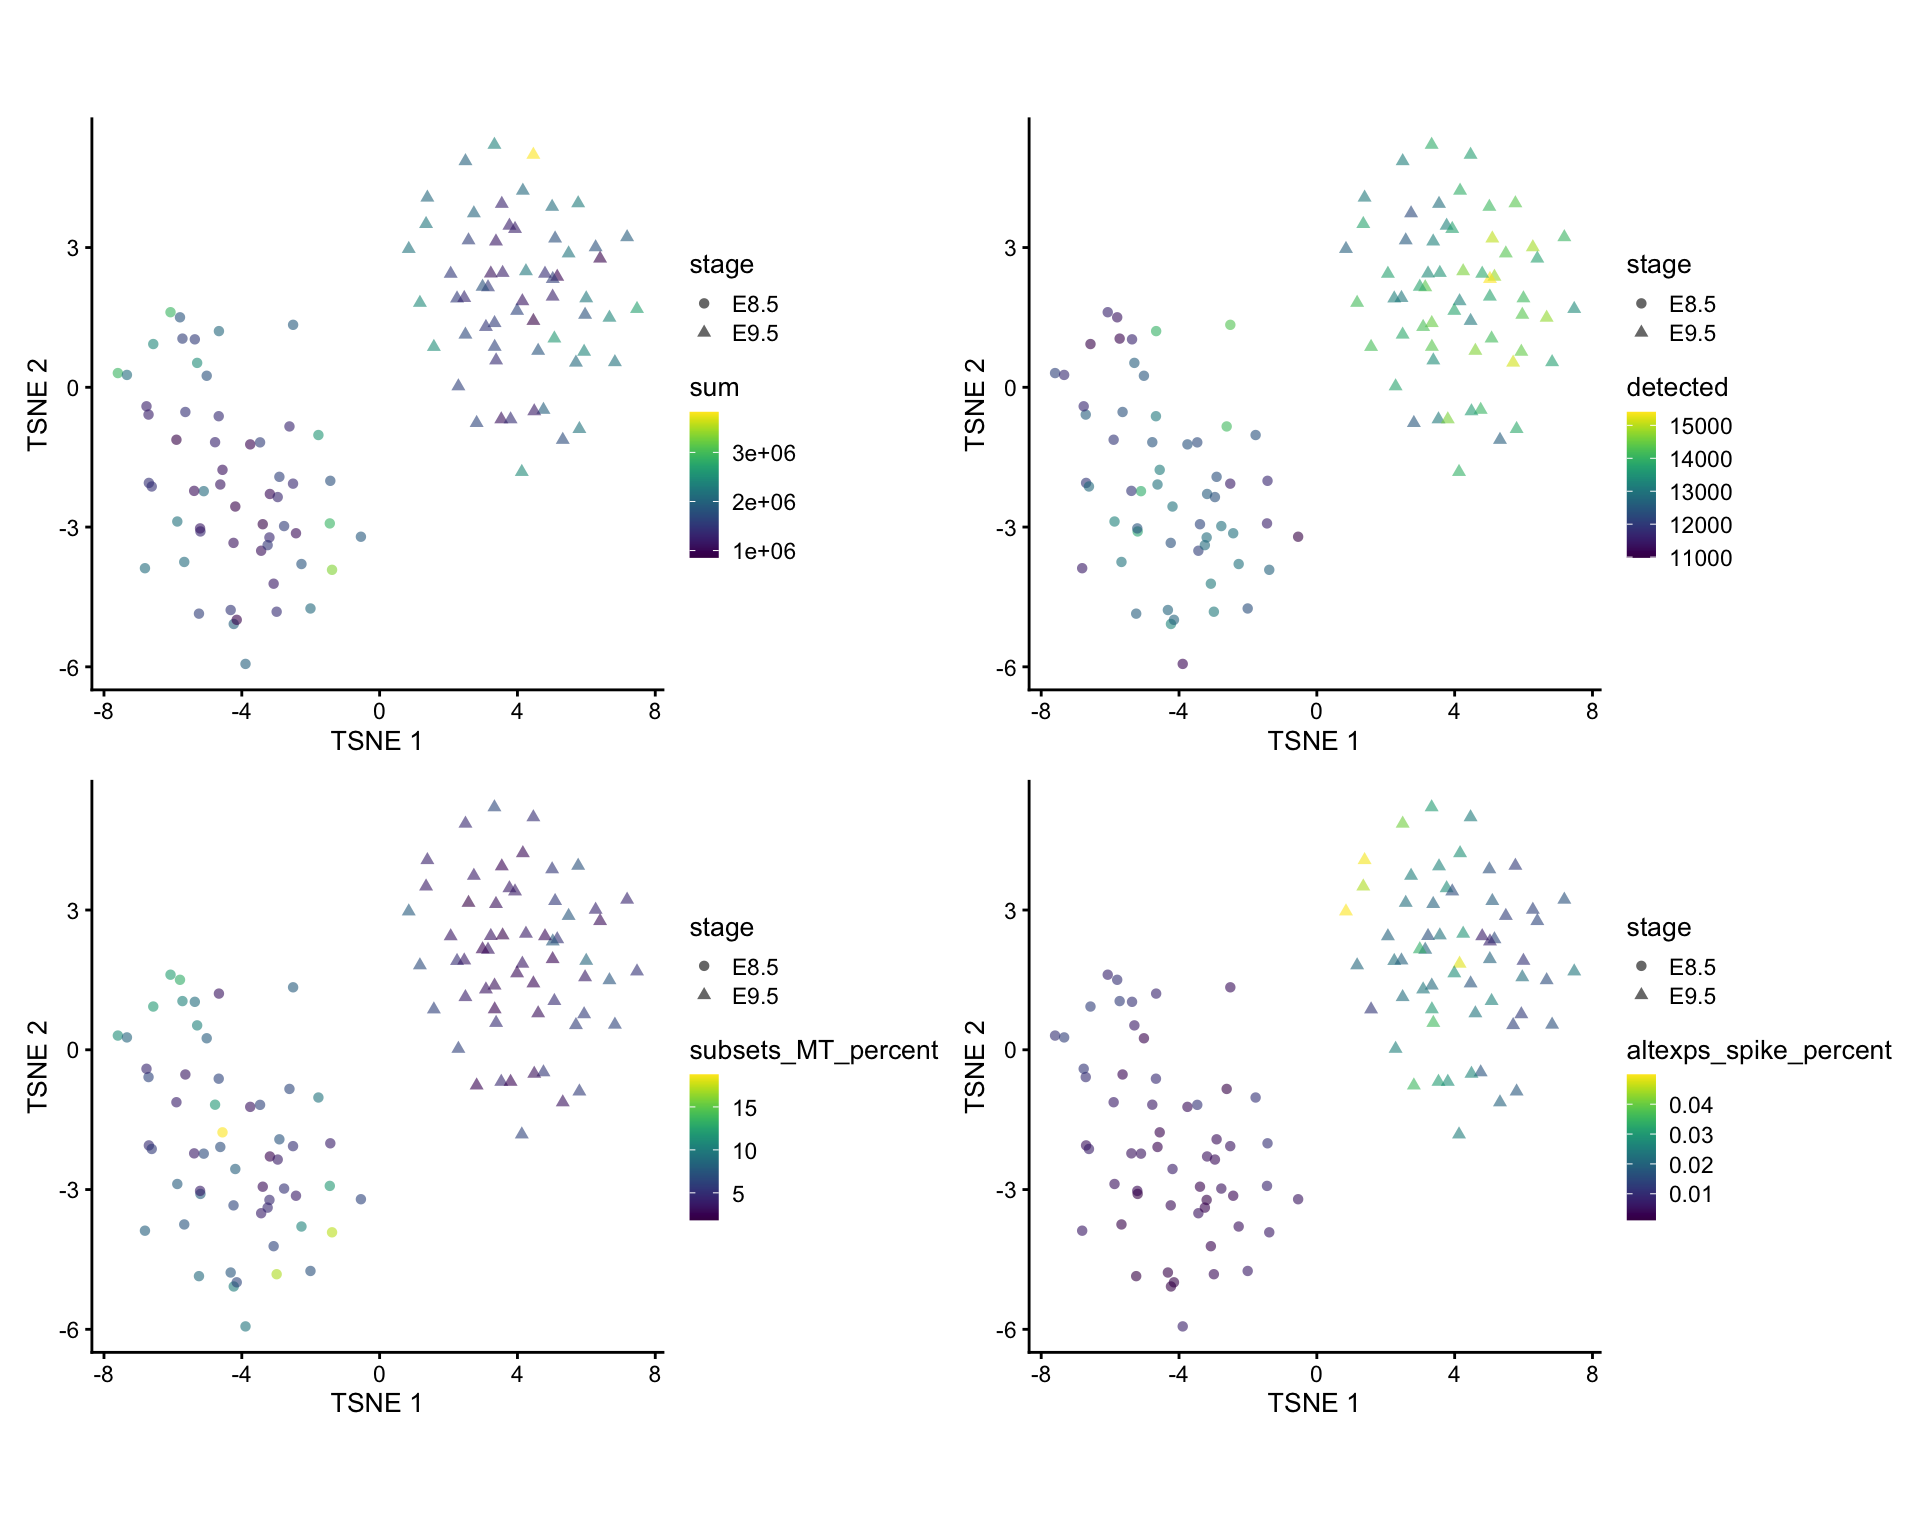 TSNE 2
3
0
-3
-6
-8
-4
0
4
8
TSNE 1
stage
E8.5
E9.5
sum
3e+06
2e+06
1e+06
TSNE 2
3
0
-3
-6
-8
-4
0
4
8
TSNE 1
stage
E8.5
E9.5
detected
15000
14000
13000
12000
11000
TSNE 2
3
0
-3
-6
-8
-4
0
4
8
TSNE 1
stage
E8.5
E9.5
subsets_MT_percent
15
10
5
TSNE 2
3
0
-3
-6
-8
-4
0
4
8
TSNE 1
stage
E8.5
E9.5
altexps_spike_percent
0.04
0.03
0.02
0.01